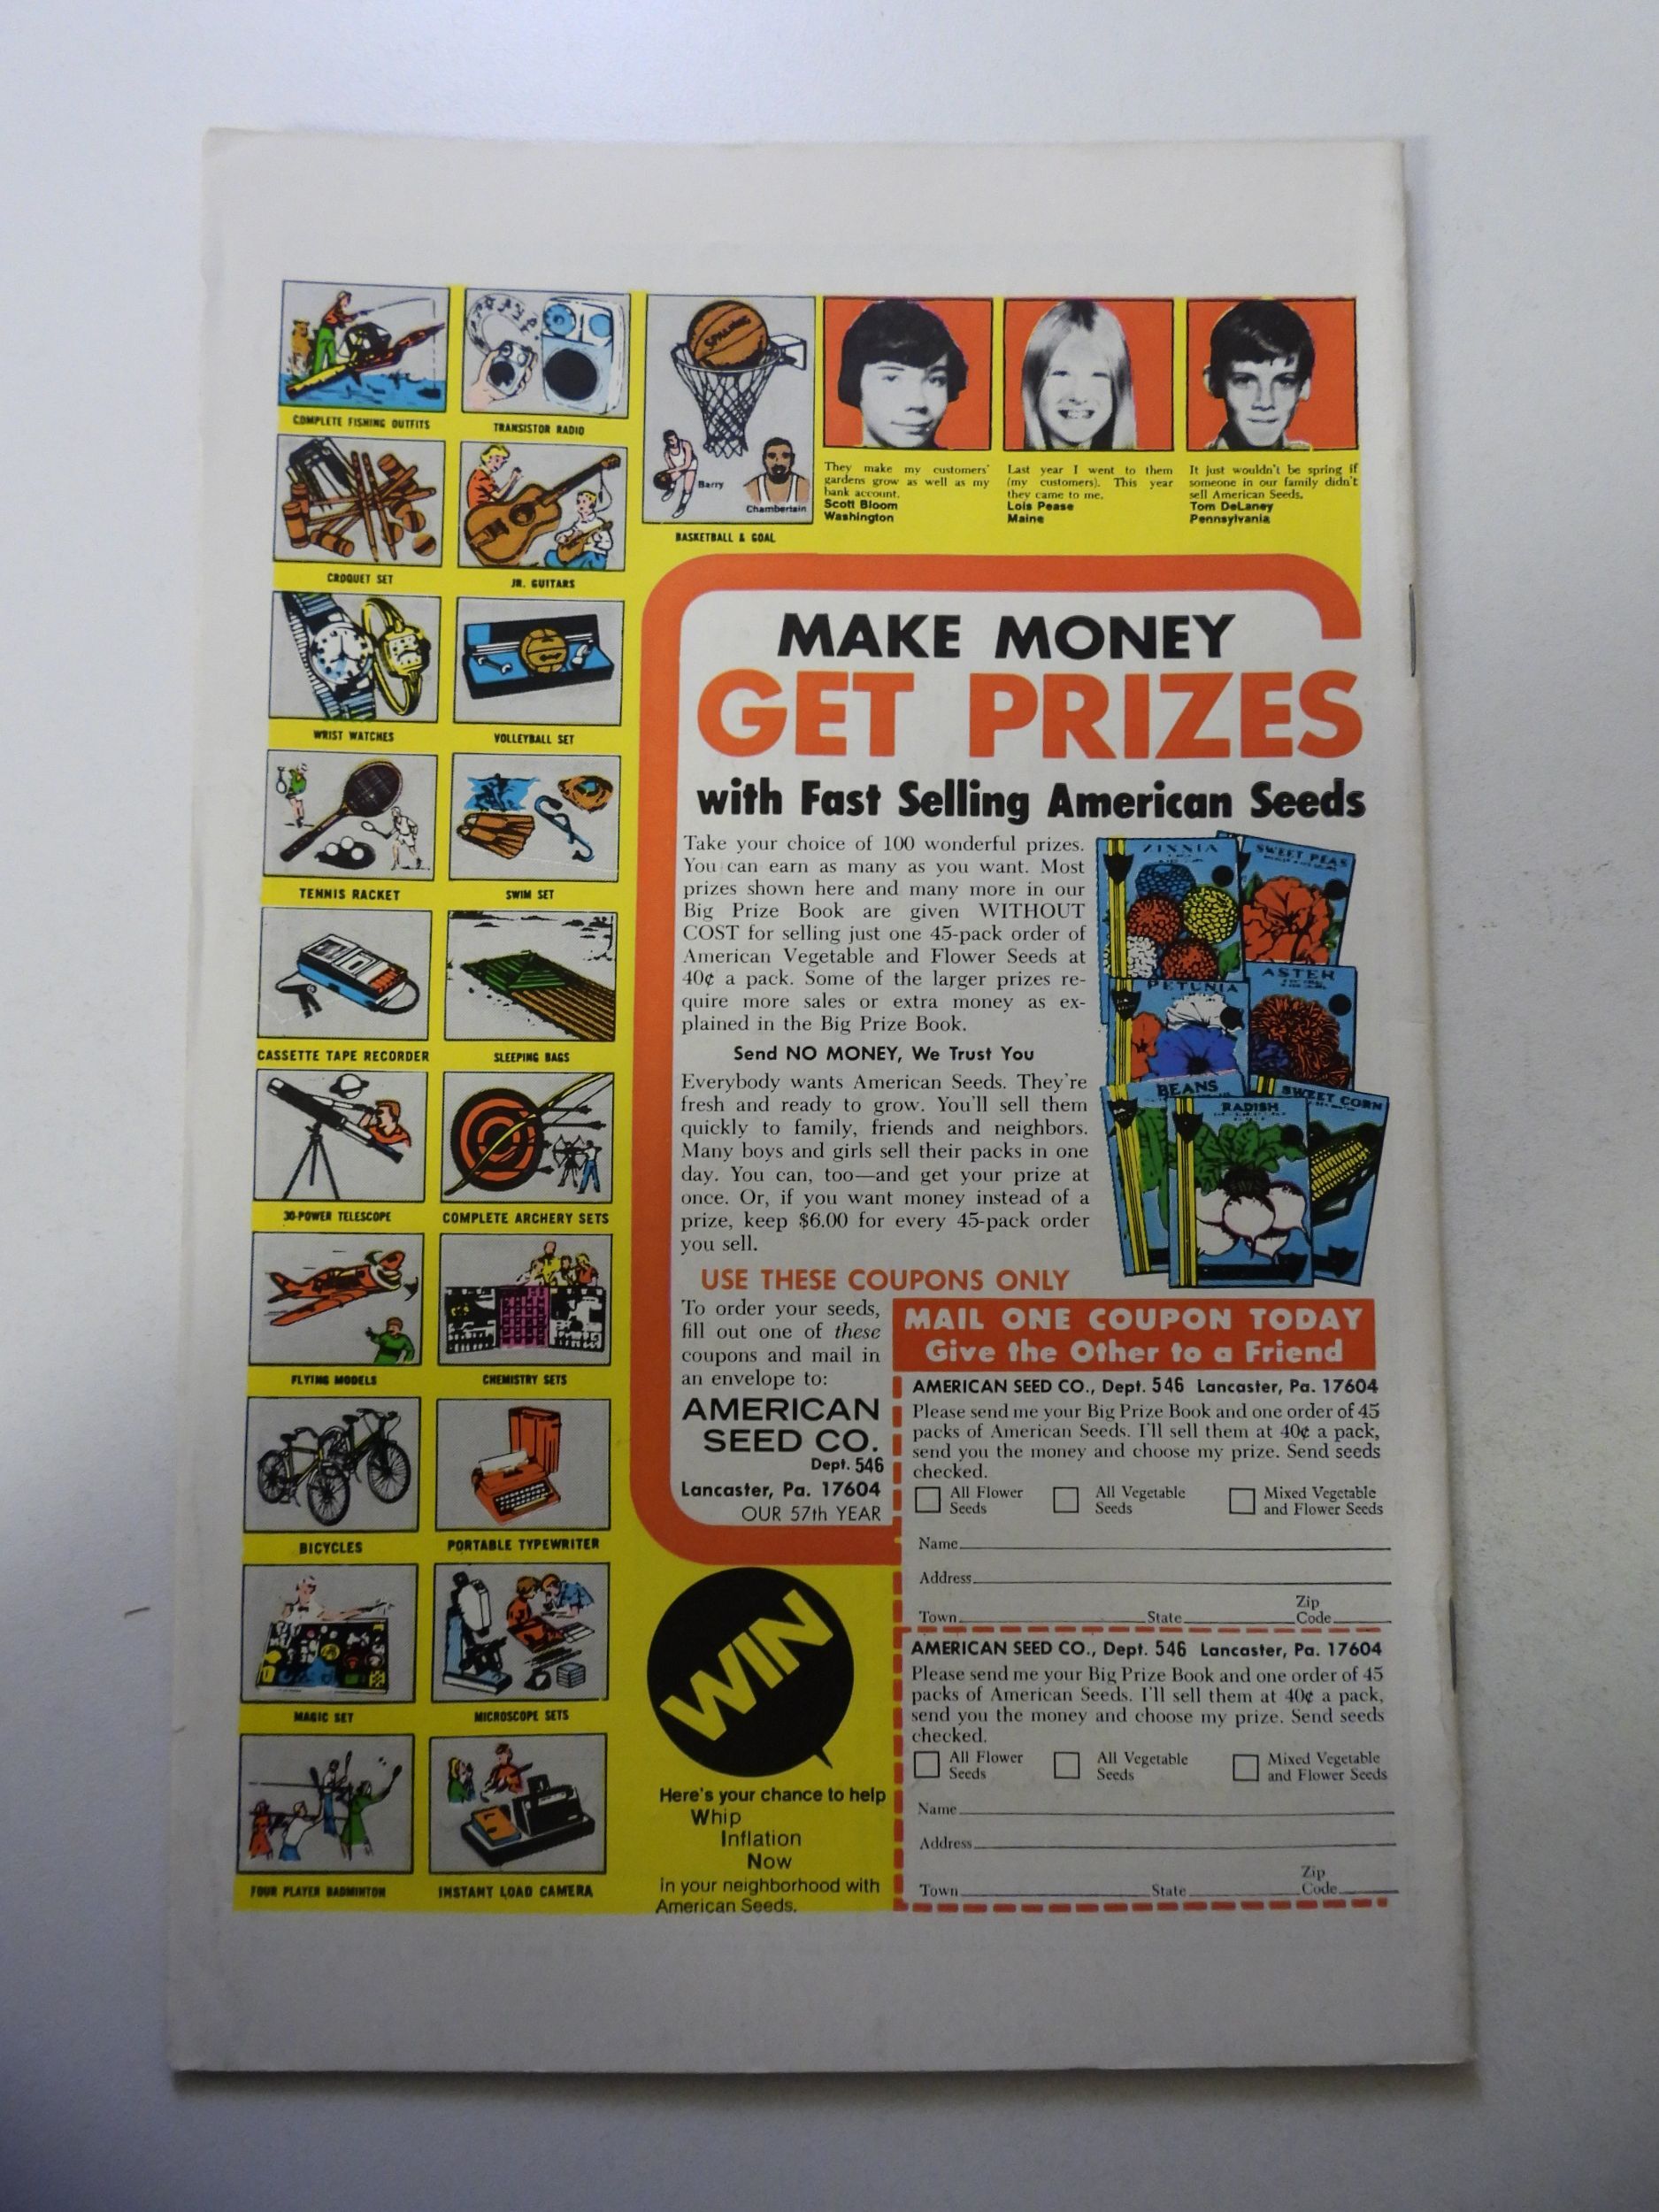 COMPLETE FISHING OUTFITS
TRANSISTOR RADIO
CROQUET SET
JR. GUITARS
WRIST WATCHES
VOLLEYBALL SET
TENNIS RACKET
SWIM SET
CASSETTE TAPE RECORDER
SLEEPING BAGS
30-POWER TELESCOPE
COMPLETE ARCHERY SETS
FLYING MODELS
CHEMISTRY SETS
BICYCLES
PORTABLE TYPEWRITER
MAGIC SET
MICROSCOPE SETS
FOUR PLAYER BADMINTON
INSTANT LOAD CAMERA
SPALDING
Barry
Chamberlain
BASKETBALL & GOAL
They make my customers'
gardens grow as well as my
bank account.
Scott Bloom
Washington
Last year I went to them
(my customers). This year
they came to me.
Lois Pease
Maine
It just wouldn't be spring if
someone in our family didn't
sell American Seeds.
Tom DeLaney
Pennsylvania
MAKE MONEY
GET PRIZES
with Fast Selling American Seeds
Take your choice of 100 wonderful prizes.
You can earn as many as you want. Most
prizes shown here and many more in our
Big Prize Book are given WITHOUT
COST for selling just one 45-pack order of
American Vegetable and Flower Seeds at
40¢ a pack. Some of the larger prizes re-
quire more sales or extra money as ex-
plained in the Big Prize Book.
Send NO MONEY, We Trust You
Everybody wants American Seeds. They're
fresh and ready to grow. You'll sell them
quickly to family, friends and neighbors.
Many boys and girls sell their packs in one
day. You can, too—and get your prize at
once. Or, if you want money instead of a
prize, keep $6.00 for every 45-pack order
you sell.
ZINNIA
SWEET PEAS
PETUNIA
ASTER
BEANS
RADISH
SWEET CORN
USE THESE COUPONS ONLY
To order your seeds,
fill out one of these
coupons and mail in
an envelope to:
AMERICAN
SEED CO.
Dept. 546
Lancaster, Pa. 17604
OUR 57th YEAR
MAIL ONE COUPON TODAY
Give the Other to a Friend
AMERICAN SEED CO., Dept. 546 Lancaster, Pa. 17604
Please send me your Big Prize Book and one order of 45
packs of American Seeds. I'll sell them at 40¢ a pack,
send you the money and choose my prize. Send seeds
checked.
All Flower Seeds
All Vegetable Seeds
Mixed Vegetable and Flower Seeds
Name
Address
Town State Zip Code
AMERICAN SEED CO., Dept. 546 Lancaster, Pa. 17604
Please send me your Big Prize Book and one order of 45
packs of American Seeds. I'll sell them at 40¢ a pack,
send you the money and choose my prize. Send seeds
checked.
All Flower Seeds
All Vegetable Seeds
Mixed Vegetable and Flower Seeds
Name
Address
Town State Zip Code
WIN
Here's your chance to help
Whip
Inflation
Now
in your neighborhood with
American Seeds.